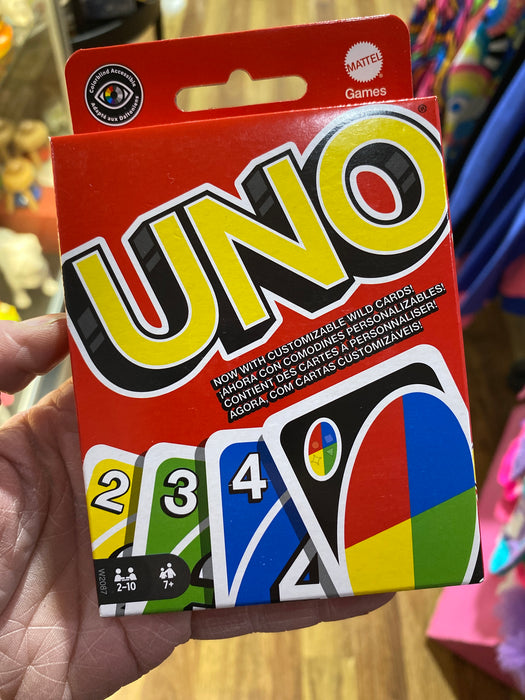 Colorblind Accessible
Adapté aux Daltoniens
MATTEL
Games
UNO®
NOW WITH CUSTOMIZABLE WILD CARDS!
¡AHORA CON COMODINES PERSONALIZABLES!
CONTIENT DES CARTES À PERSONNALISER!
AGORA, COM CARTAS CUSTOMIZÁVEIS!
2
3
4
4
W2087
2-10
7+